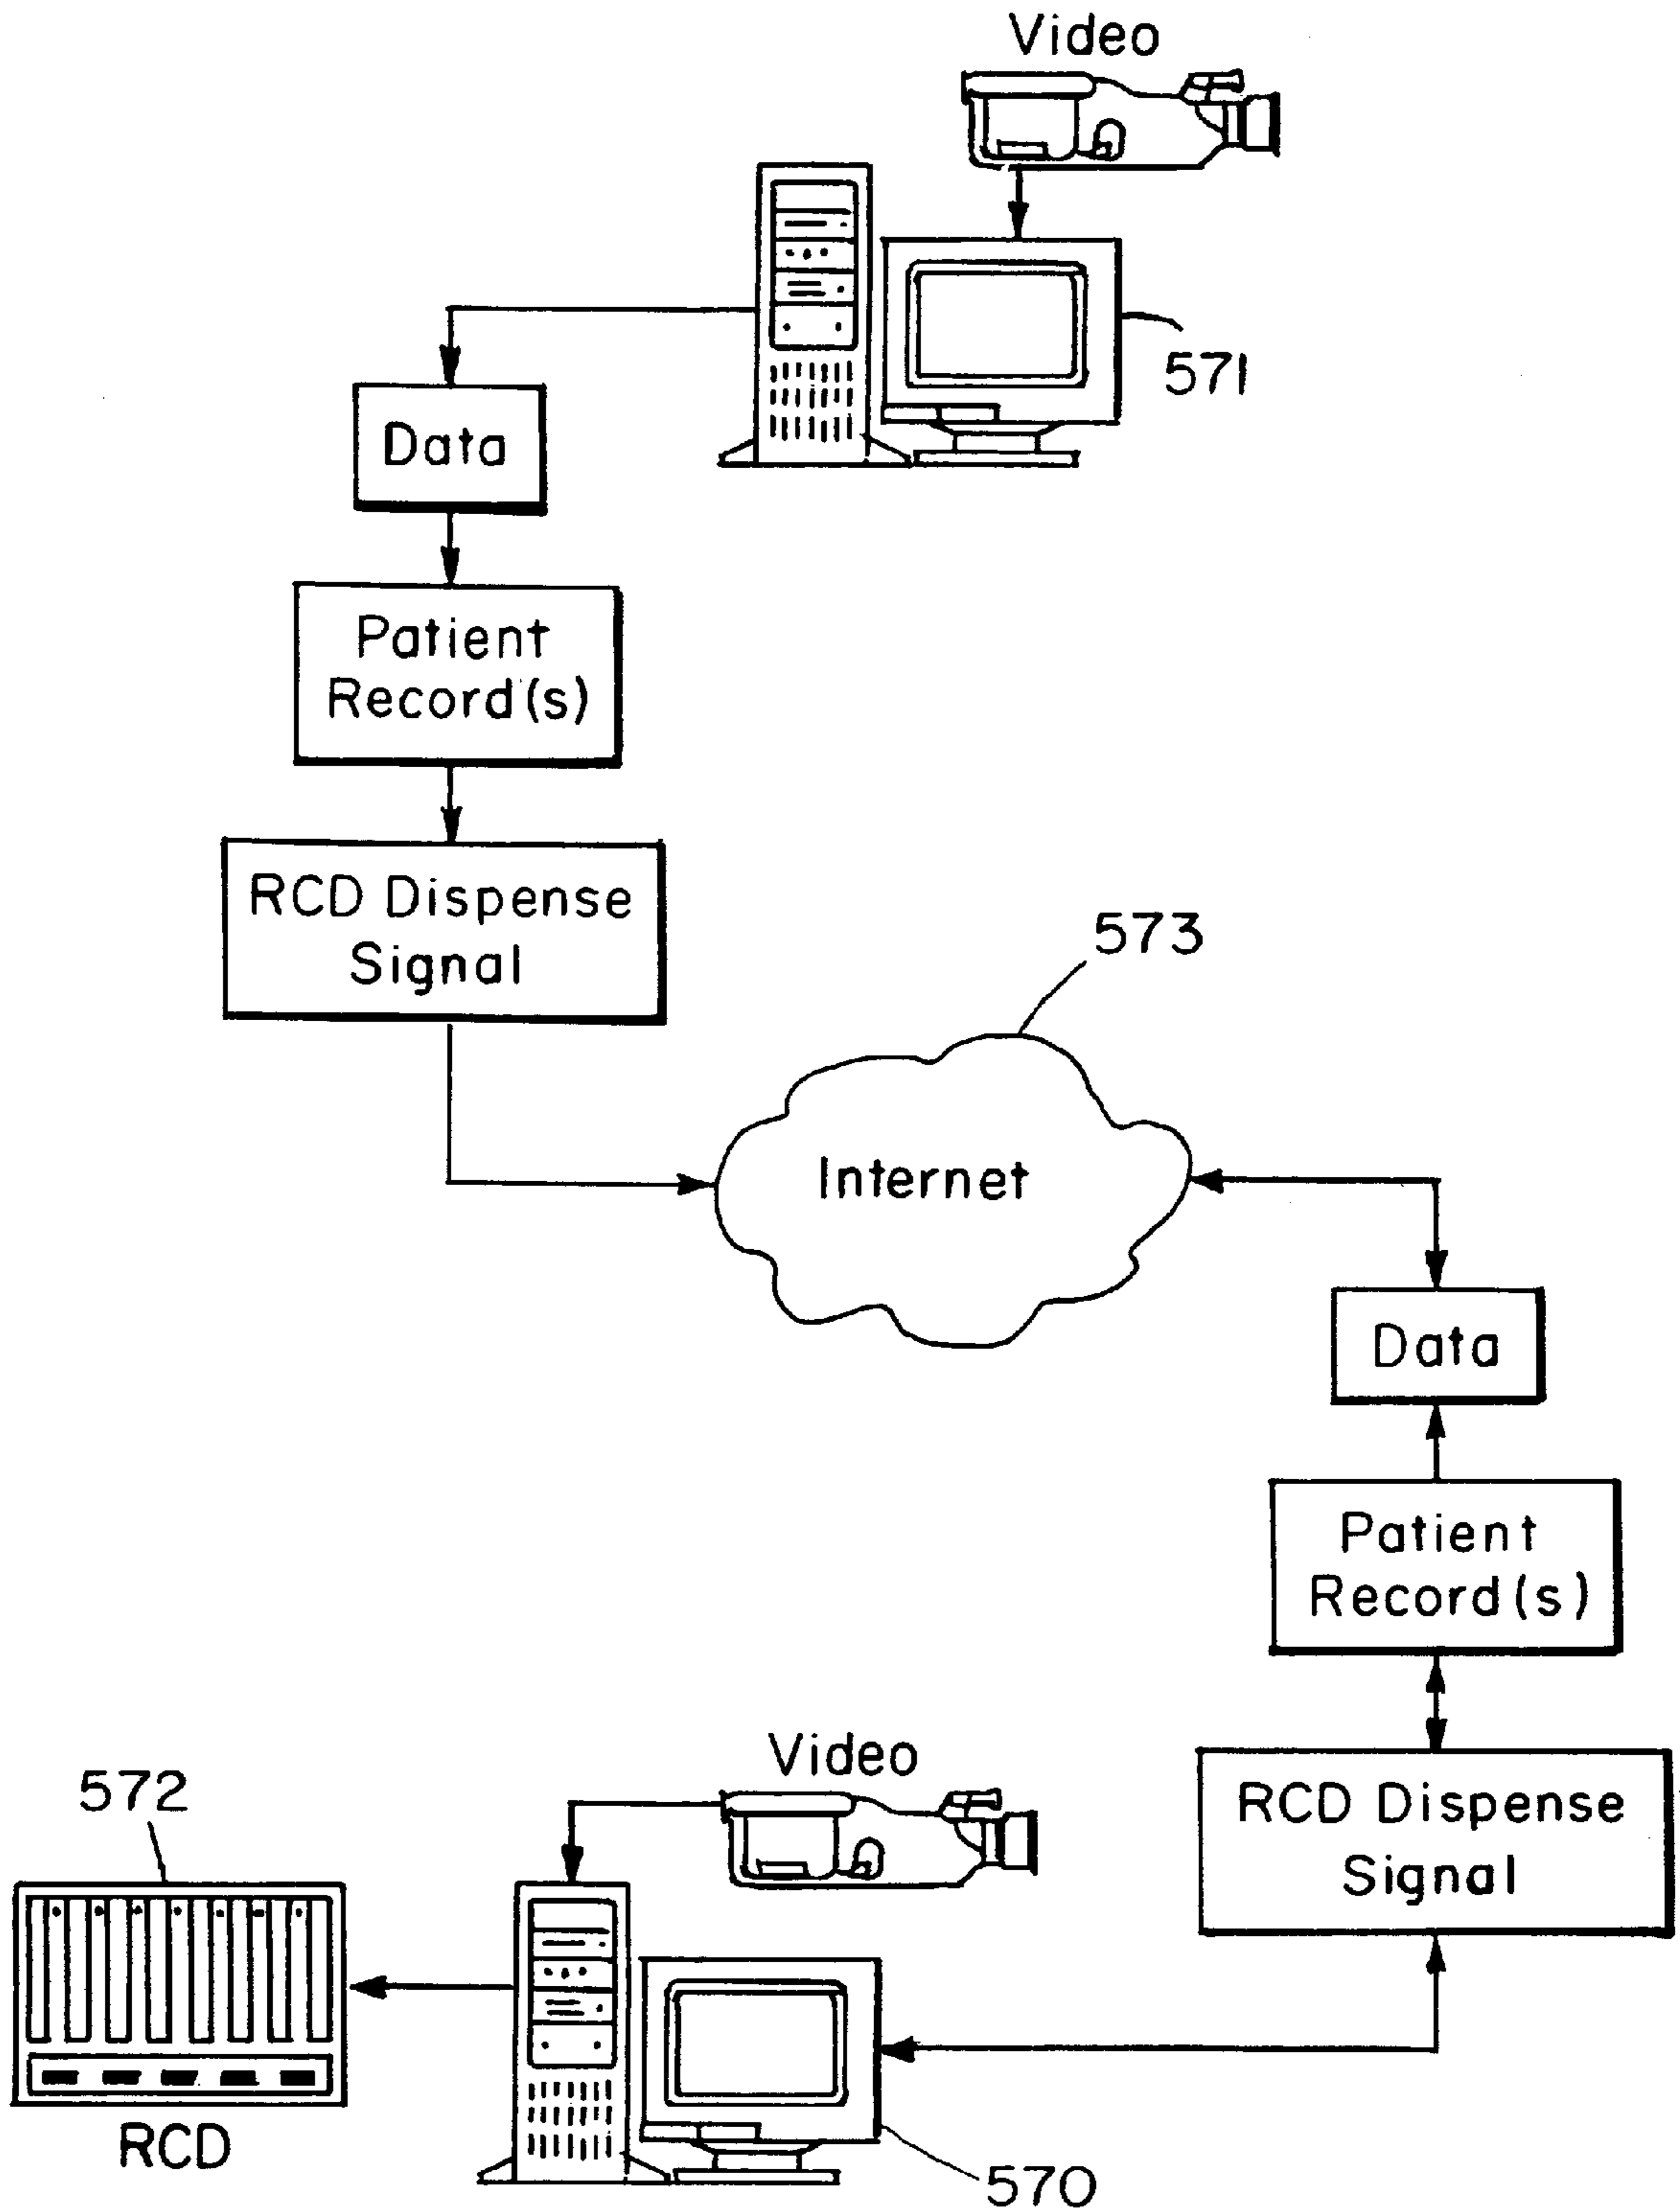 Video
571
Data
Patient
Record(s)
RCD Dispense
Signal
573
Internet
Data
Patient
Record(s)
RCD Dispense
Signal
Video
572
RCD
570